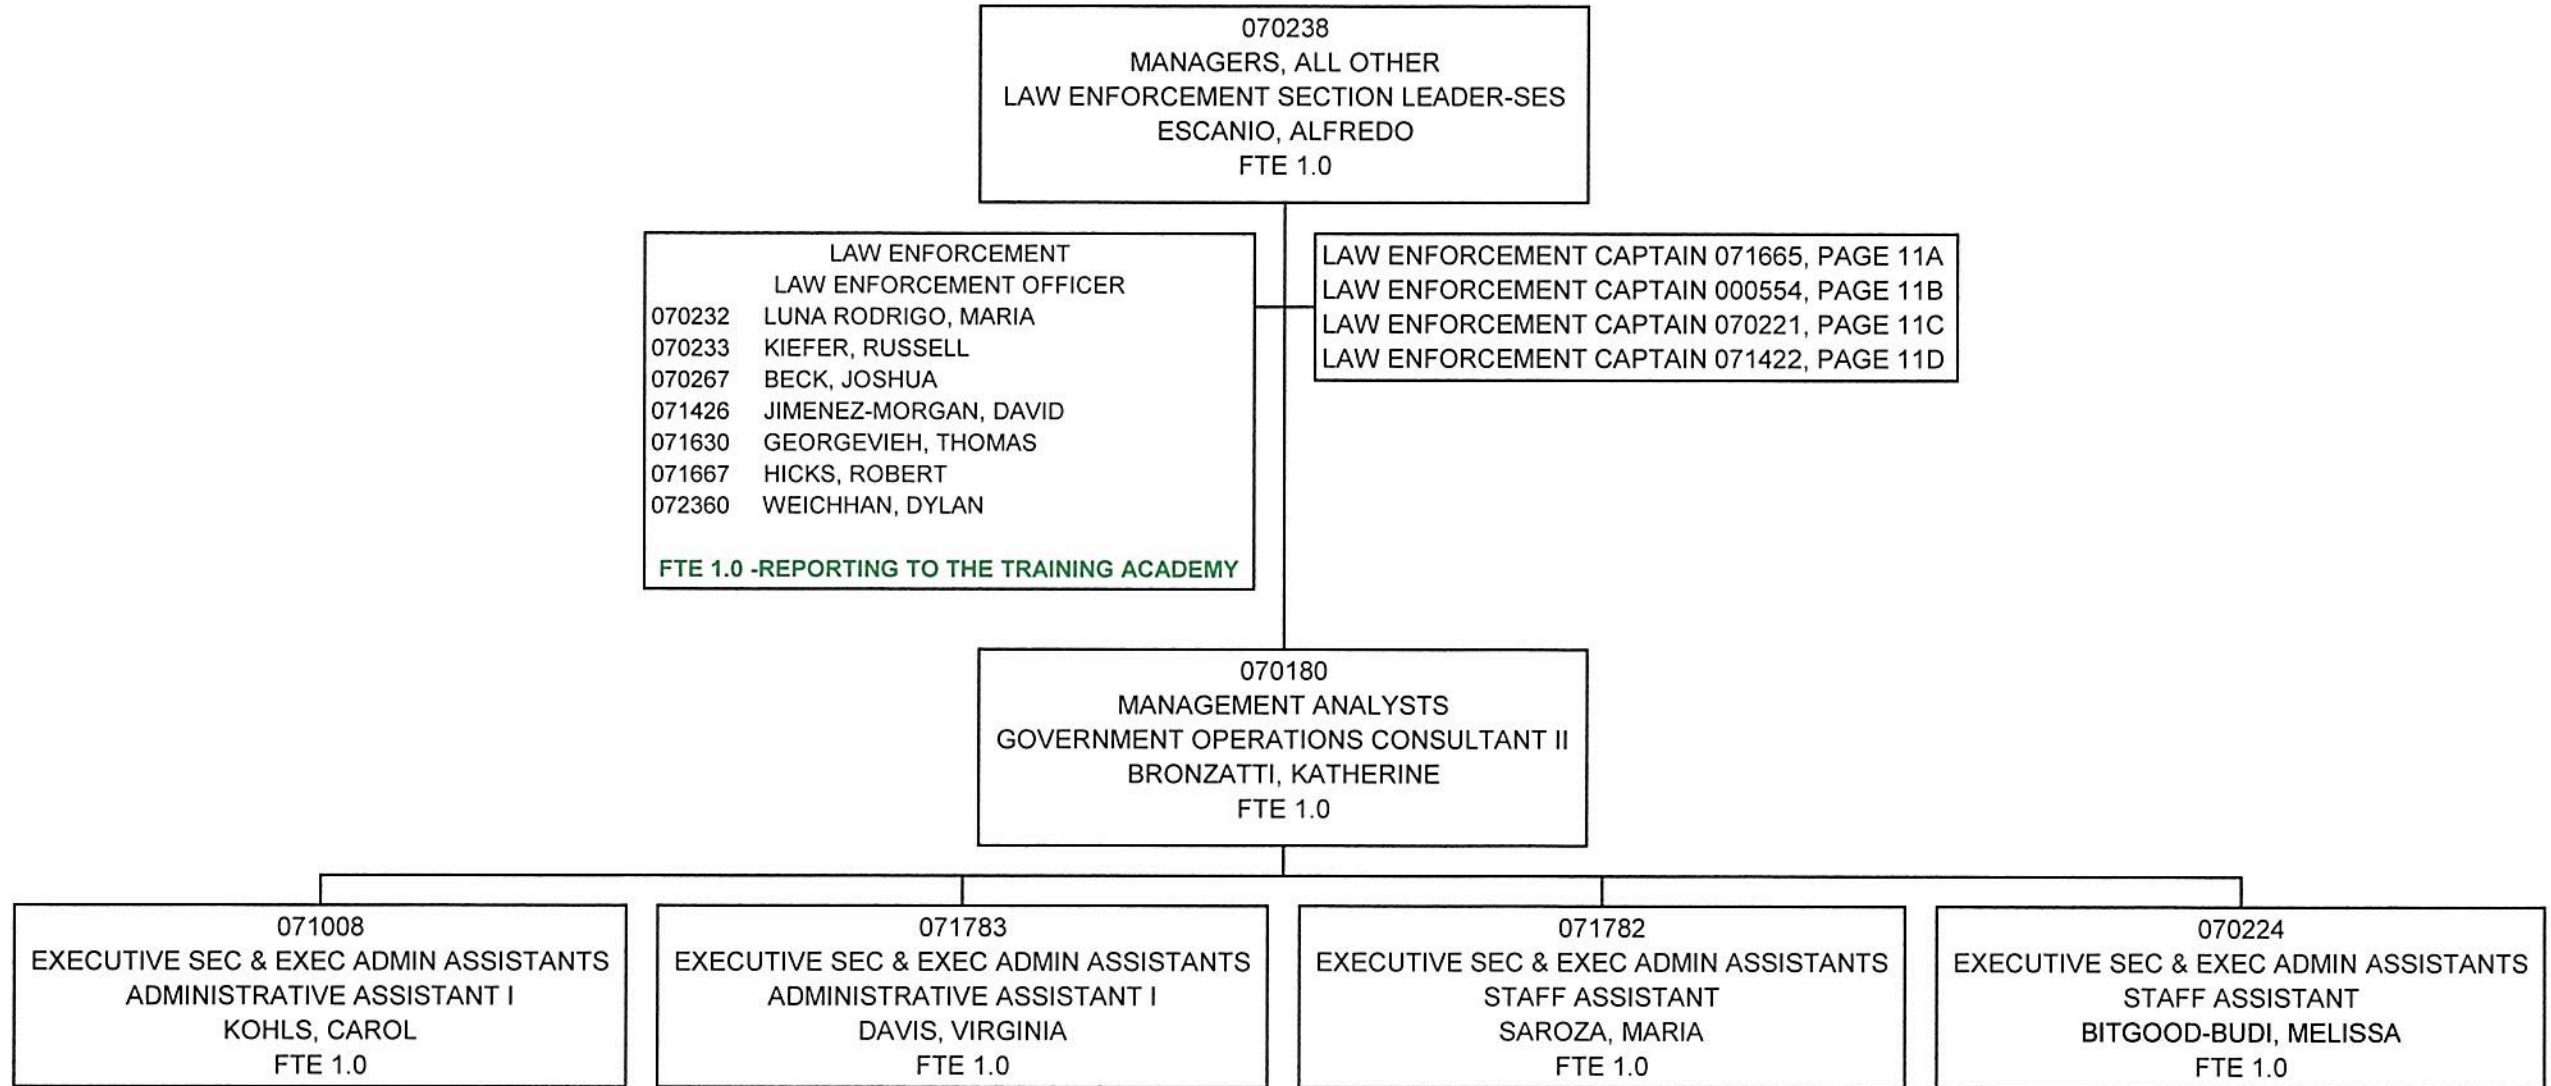 070238
MANAGERS, ALL OTHER
LAW ENFORCEMENT SECTION LEADER-SES
ESCANIO, ALFREDO
FTE 1.0
LAW ENFORCEMENT
LAW ENFORCEMENT OFFICER
070232 LUNA RODRIGO, MARIA
070233 KIEFER, RUSSELL
070267 BECK, JOSHUA
071426 JIMENEZ-MORGAN, DAVID
071630 GEORGEVIEH, THOMAS
071667 HICKS, ROBERT
072360 WEICHHAN, DYLAN
FTE 1.0 -REPORTING TO THE TRAINING ACADEMY
LAW ENFORCEMENT CAPTAIN 071665, PAGE 11A
LAW ENFORCEMENT CAPTAIN 000554, PAGE 11B
LAW ENFORCEMENT CAPTAIN 070221, PAGE 11C
LAW ENFORCEMENT CAPTAIN 071422, PAGE 11D
070180
MANAGEMENT ANALYSTS
GOVERNMENT OPERATIONS CONSULTANT II
BRONZATTI, KATHERINE
FTE 1.0
071008
EXECUTIVE SEC & EXEC ADMIN ASSISTANTS
ADMINISTRATIVE ASSISTANT I
KOHLS, CAROL
FTE 1.0
071783
EXECUTIVE SEC & EXEC ADMIN ASSISTANTS
ADMINISTRATIVE ASSISTANT I
DAVIS, VIRGINIA
FTE 1.0
071782
EXECUTIVE SEC & EXEC ADMIN ASSISTANTS
STAFF ASSISTANT
SAROZA, MARIA
FTE 1.0
070224
EXECUTIVE SEC & EXEC ADMIN ASSISTANTS
STAFF ASSISTANT
BITGOOD-BUDI, MELISSA
FTE 1.0